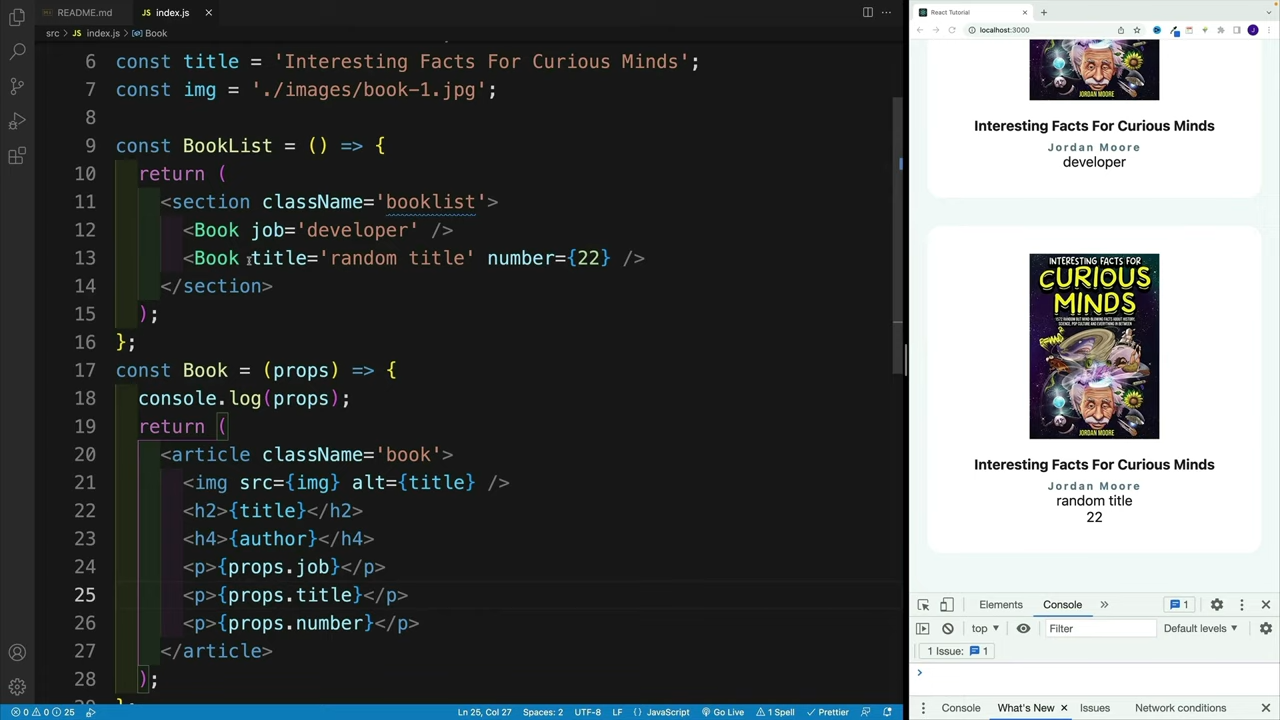 README.md
index.js
src > index.js > Book
6 const title = 'Interesting Facts For Curious Minds';
7 const img = './images/book-1.jpg';
8
9 const BookList = () => {
10 return (
11 <section className='booklist'>
12 <Book job='developer' />
13 <Book title='random title' number={22} />
14 </section>
15 );
16 };
17 const Book = (props) => {
18 console.log(props);
19 return (
20 <article className='book'>
21 <img src={img} alt={title} />
22 <h2>{title}</h2>
23 <h4>{author}</h4>
24 <p>{props.job}</p>
25 <p>{props.title}</p>
26 <p>{props.number}</p>
27 </article>
28 );
0 0 25
Ln 25, Col 27 Spaces: 2 UTF-8 LF { } JavaScript Go Live 1 Spell Prettier
React Tutorial
localhost:3000
J
JORDAN MOORE
Interesting Facts For Curious Minds
Jordan Moore
developer
INTERESTING FACTS FOR
CURIOUS
MINDS
JORDAN MOORE
Interesting Facts For Curious Minds
Jordan Moore
random title
22
Elements Console 1
top Filter Default levels
1 Issue: 1
Console What's New Issues Network conditions